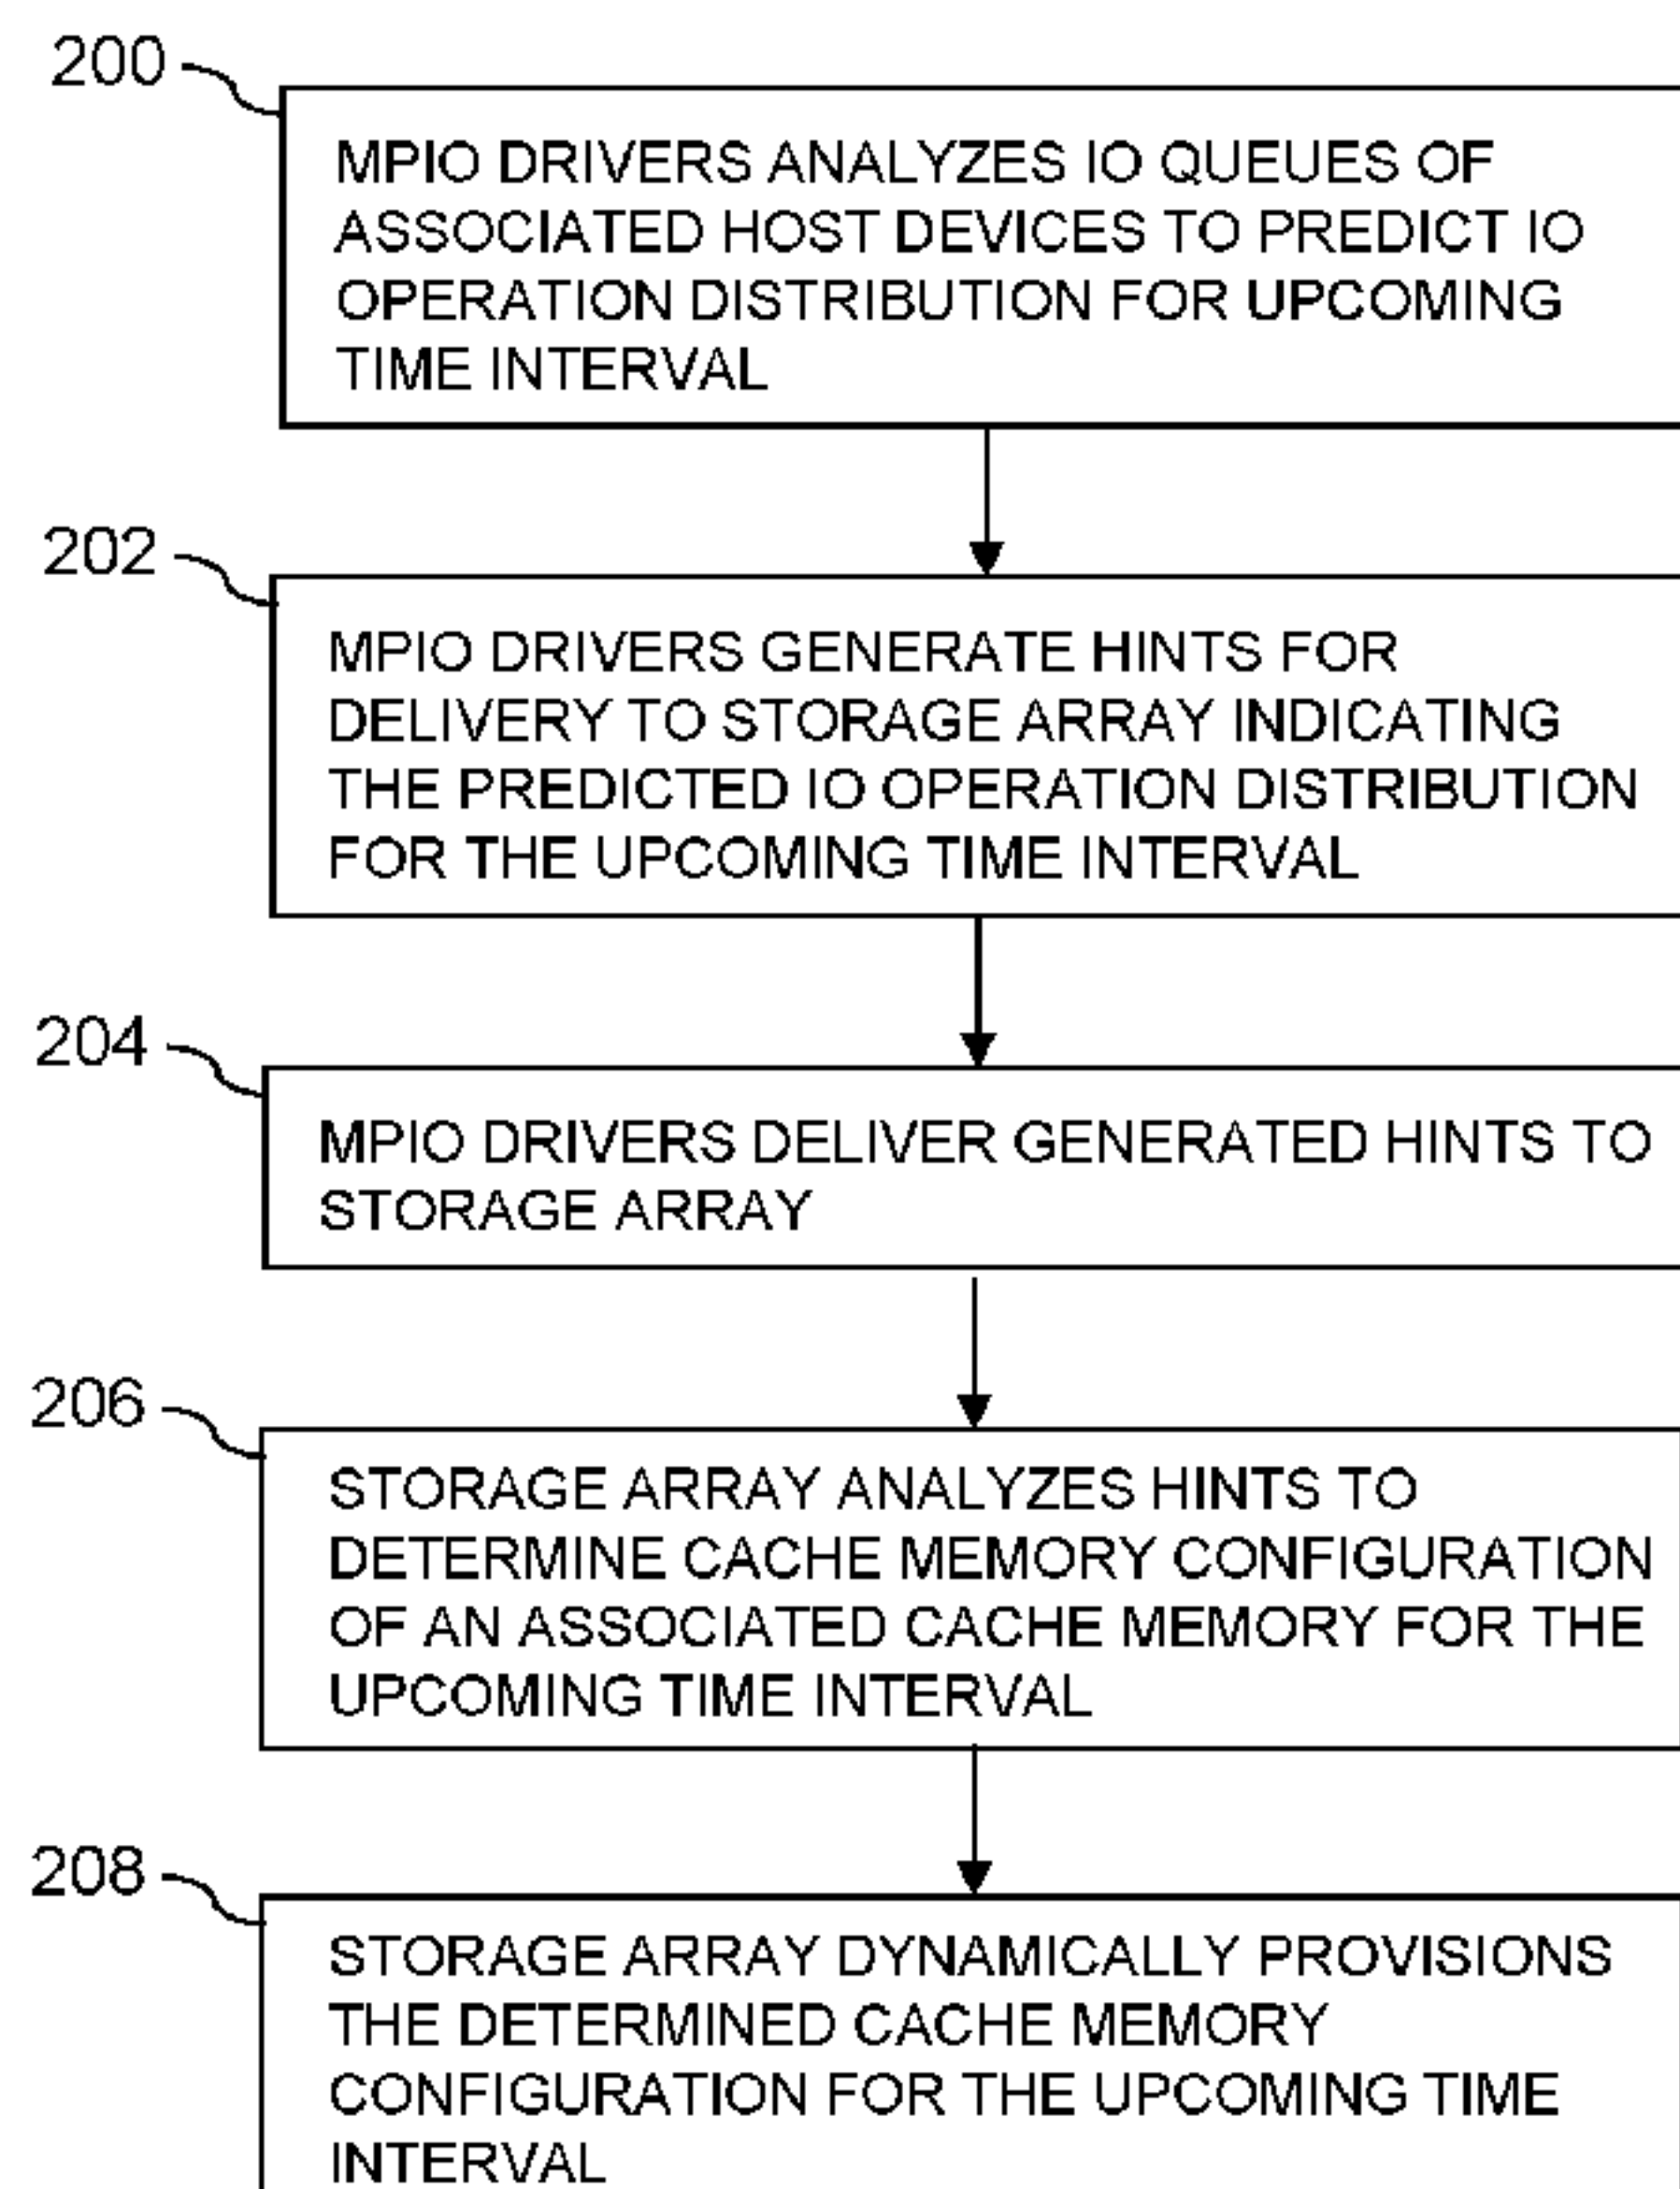 200
MPIO DRIVERS ANALYZES IO QUEUES OF
ASSOCIATED HOST DEVICES TO PREDICT IO
OPERATION DISTRIBUTION FOR UPCOMING
TIME INTERVAL
202
MPIO DRIVERS GENERATE HINTS FOR
DELIVERY TO STORAGE ARRAY INDICATING
THE PREDICTED IO OPERATION DISTRIBUTION
FOR THE UPCOMING TIME INTERVAL
204
MPIO DRIVERS DELIVER GENERATED HINTS TO
STORAGE ARRAY
206
STORAGE ARRAY ANALYZES HINTS TO
DETERMINE CACHE MEMORY CONFIGURATION
OF AN ASSOCIATED CACHE MEMORY FOR THE
UPCOMING TIME INTERVAL
208
STORAGE ARRAY DYNAMICALLY PROVISIONS
THE DETERMINED CACHE MEMORY
CONFIGURATION FOR THE UPCOMING TIME
INTERVAL